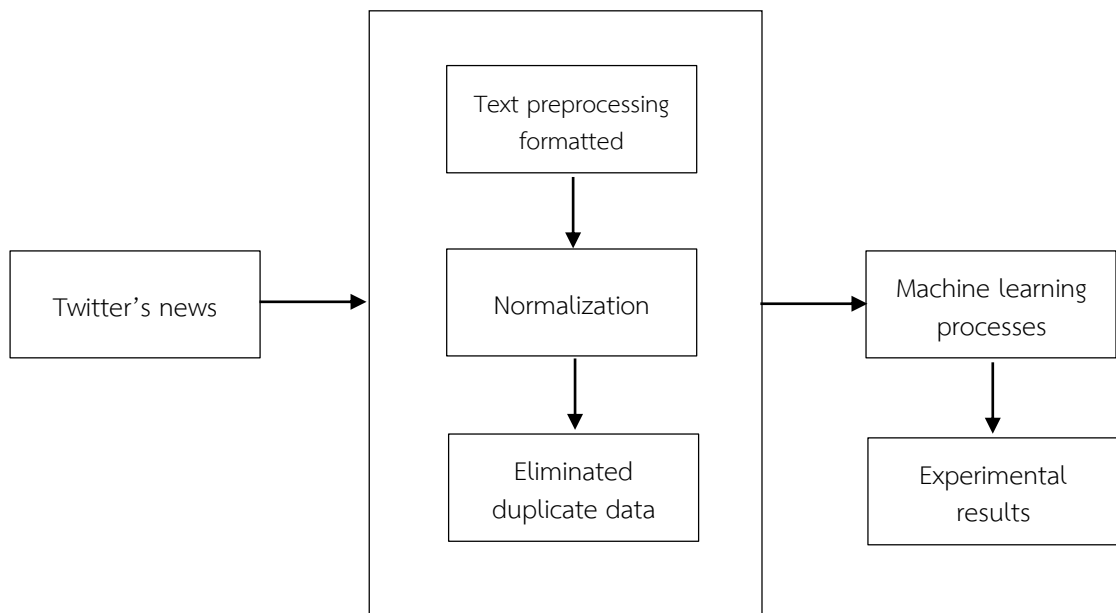 Twitter's news
Text preprocessing
formatted
Normalization
Eliminated
duplicate data
Machine learning
processes
Experimental
results